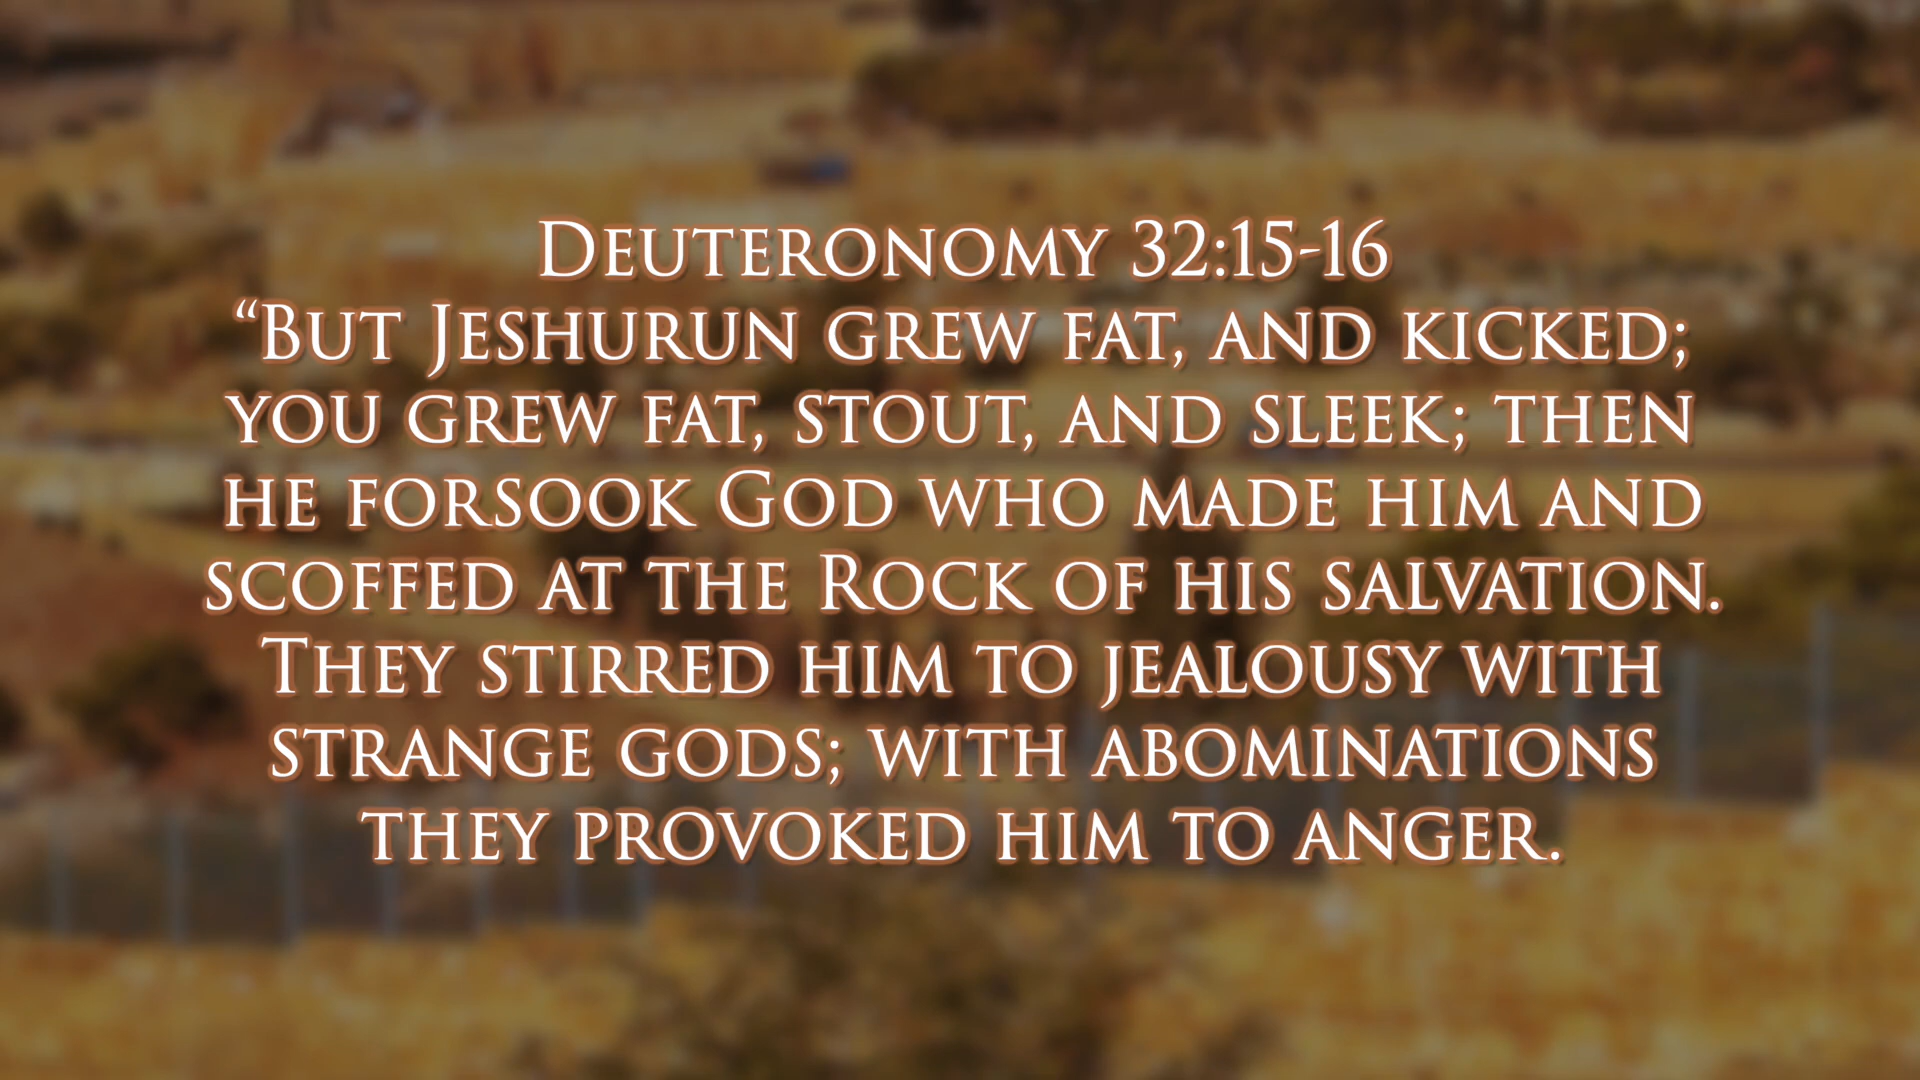 Deuteronomy 32:15-16
“But Jeshurun grew fat, and kicked;
you grew fat, stout, and sleek; then
he forsook God who made him and
scoffed at the Rock of his salvation.
They stirred him to jealousy with
strange gods; with abominations
they provoked him to anger.